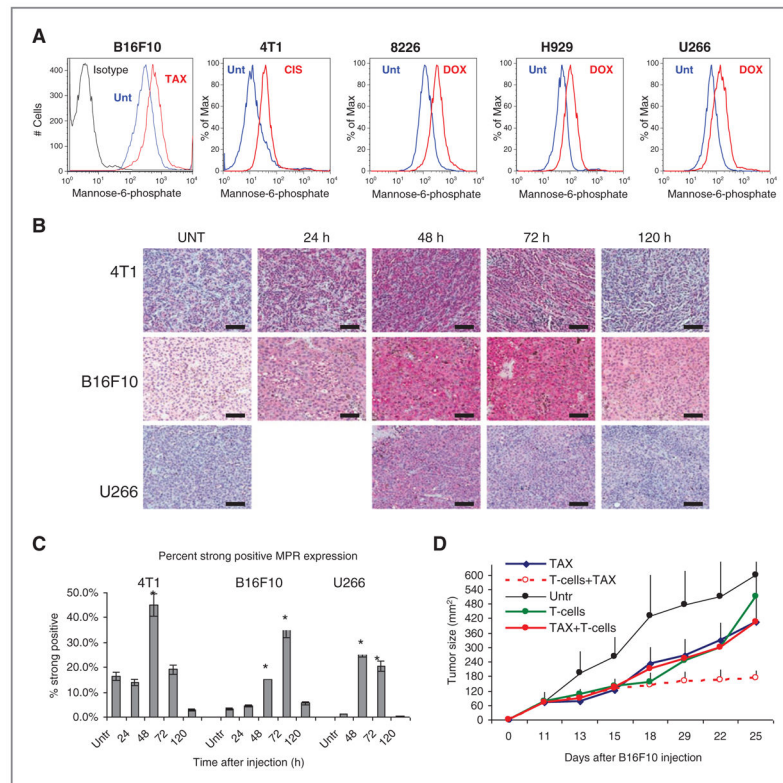 A
B16F10
4T1
8226
H929
U266
# Cells
400
300
200
100
0
Isotype
Unt
TAX
10⁰ 10¹ 10² 10³ 10⁴
Mannose-6-phosphate
% of Max
100
80
60
40
20
0
Unt
CIS
10⁰ 10¹ 10² 10³ 10⁴
Mannose-6-phosphate
% of Max
100
80
60
40
20
0
Unt
DOX
10⁰ 10¹ 10² 10³ 10⁴
Mannose-6-phosphate
% of Max
100
80
60
40
20
0
Unt
DOX
10⁰ 10¹ 10² 10³ 10⁴
Mannose-6-phosphate
% of Max
100
80
60
40
20
0
Unt
DOX
10⁰ 10¹ 10² 10³ 10⁴
Mannose-6-phosphate
B
UNT 24 h 48 h 72 h 120 h
4T1
B16F10
U266
C
Percent strong positive MPR expression
4T1 B16F10 U266
% strong positive
50.0%
40.0%
30.0%
20.0%
10.0%
0.0%
* * * * *
Untr 24 48 72 120 Untr 24 48 72 120 Untr 48 72 120
Time after injection (h)
D
TAX
T-cells+TAX
Untr
T-cells
TAX+T-cells
Tumor size (mm²)
600
540
480
420
360
300
240
180
120
60
0
0 11 13 15 18 29 22 25
Days after B16F10 injection